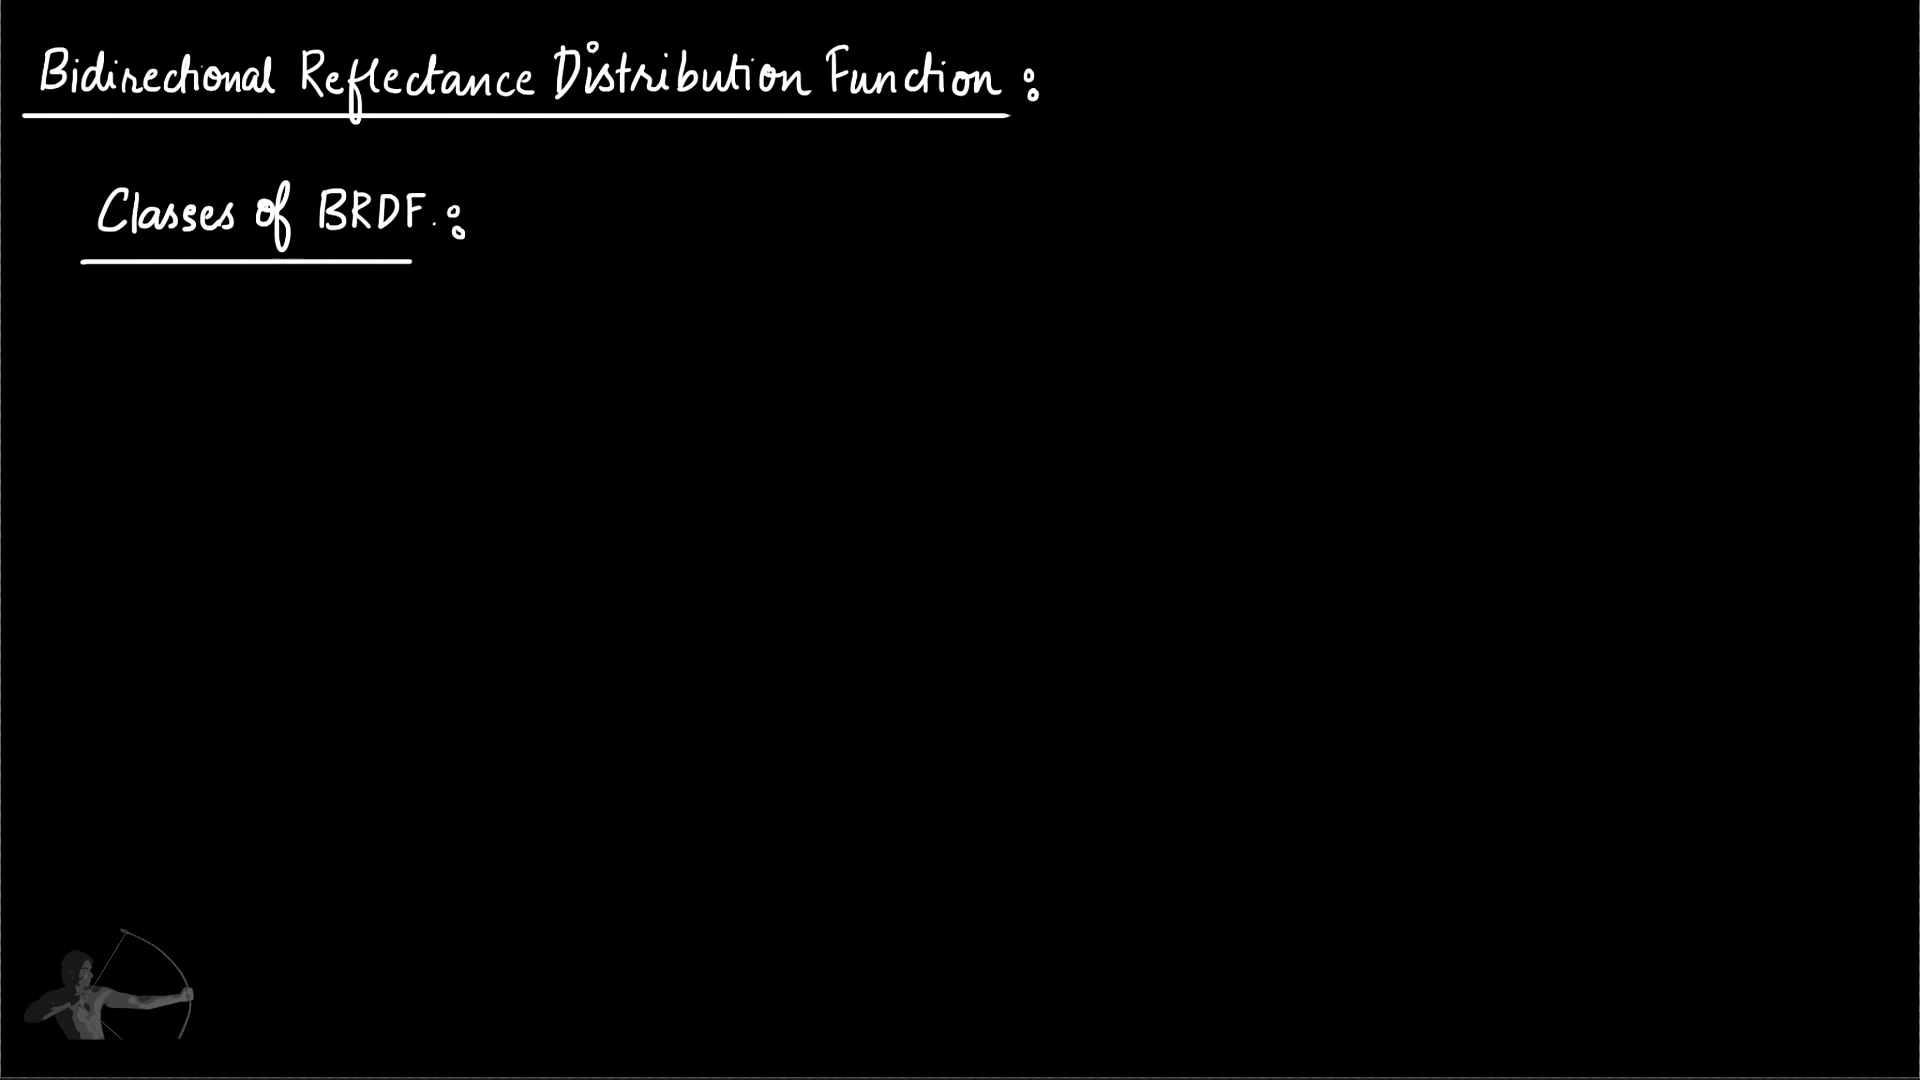 Bidirectional Reflectance Distribution Function :
Classes of BRDF. :